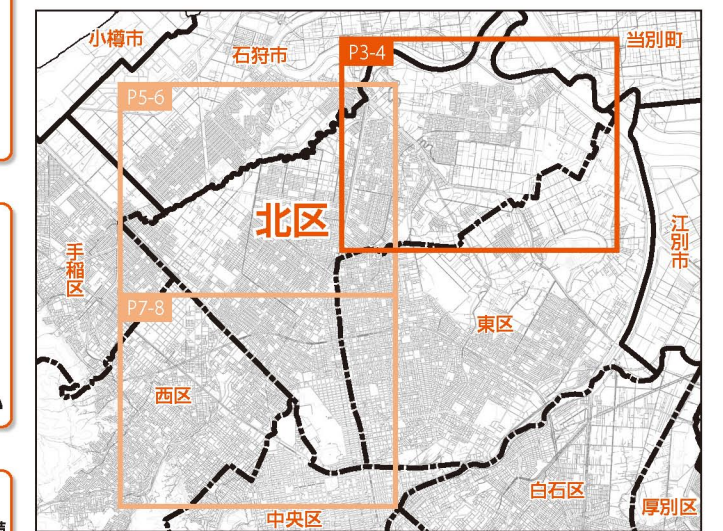 小樽市
石狩市
当別町
P3-4
P5-6
北区
手稲区
江別市
P7-8
東区
西区
白石区
中央区
厚別区